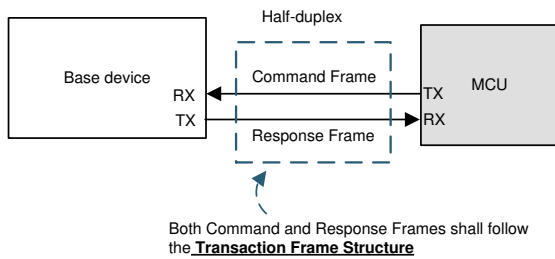 Half-duplex
Base device
Command Frame
MCU
RX
TX
TX
RX
Response Frame
Both Command and Response Frames shall follow
the Transaction Frame Structure